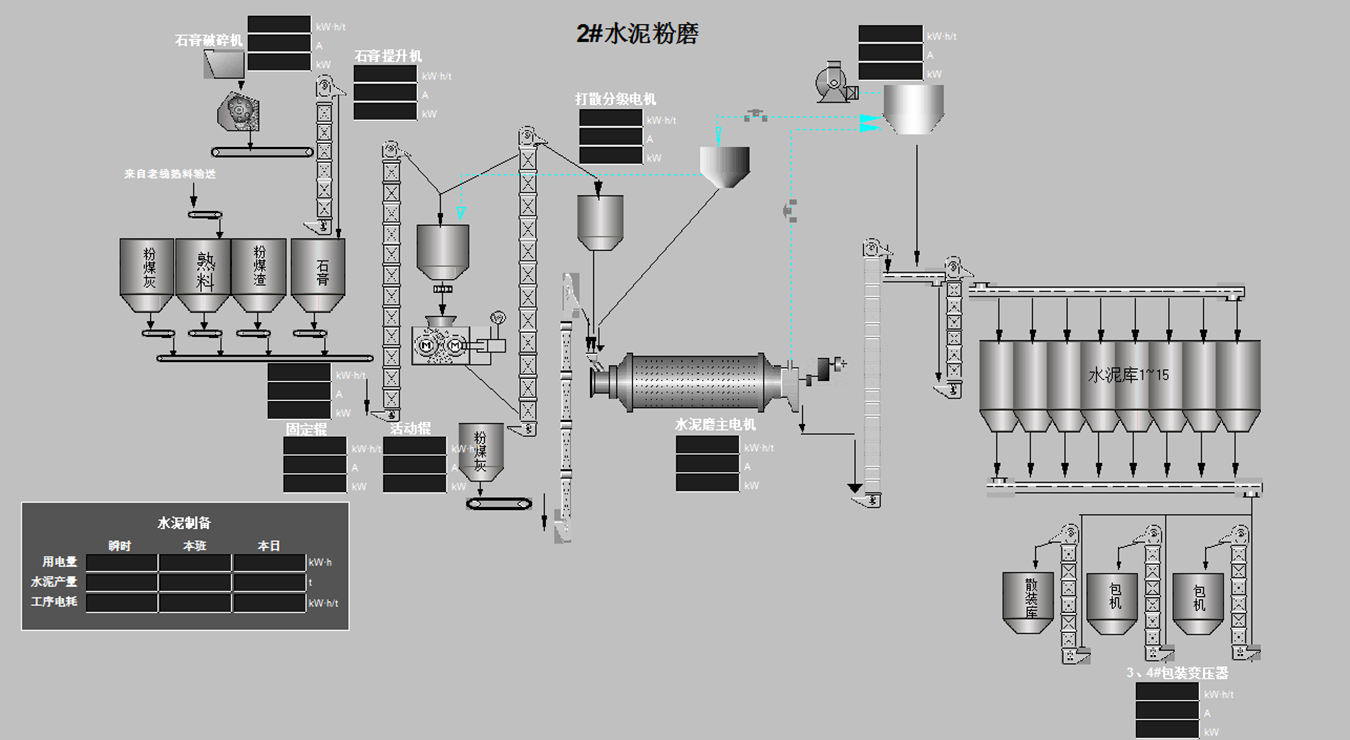 2#水泥粉磨
石膏破碎机
kW·h/t
A
kW
石膏提升机
kW·h/t
A
kW
打散分级电机
kW·h/t
A
kW
kW·h/t
A
kW
来自老线熟料输送
粉煤灰
熟料
粉煤渣
石膏
M
M
kW·h/t
A
kW
固定辊
kW·h/t
A
kW
活动辊
kW·h/t
A
kW
粉煤灰
水泥磨主电机
kW·h/t
A
kW
水泥库1~15
水泥制备
瞬时 本班 本日
用电量 kW·h
水泥产量 t
工序电耗 kW·h/t
散装库
包机
包机
3、4#包装变压器
kW·h/t
A
kW